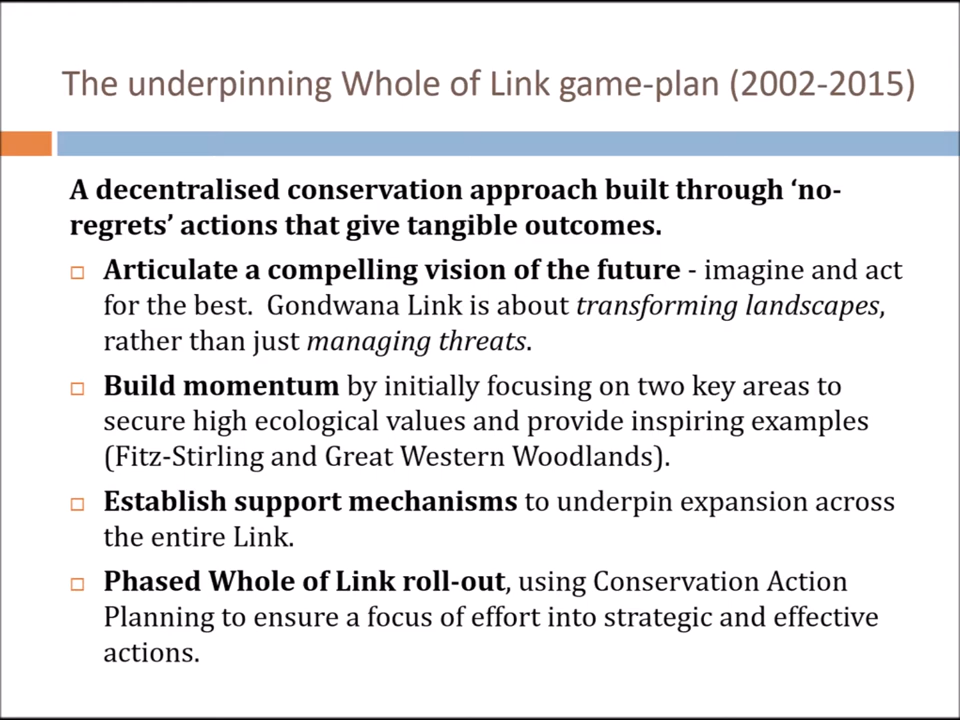 The underpinning Whole of Link game-plan (2002-2015)
A decentralised conservation approach built through ‘no-
regrets’ actions that give tangible outcomes.
Articulate a compelling vision of the future - imagine and act
for the best.  Gondwana Link is about transforming landscapes,
rather than just managing threats.
Build momentum by initially focusing on two key areas to
secure high ecological values and provide inspiring examples
(Fitz-Stirling and Great Western Woodlands).
Establish support mechanisms to underpin expansion across
the entire Link.
Phased Whole of Link roll-out, using Conservation Action
Planning to ensure a focus of effort into strategic and effective
actions.